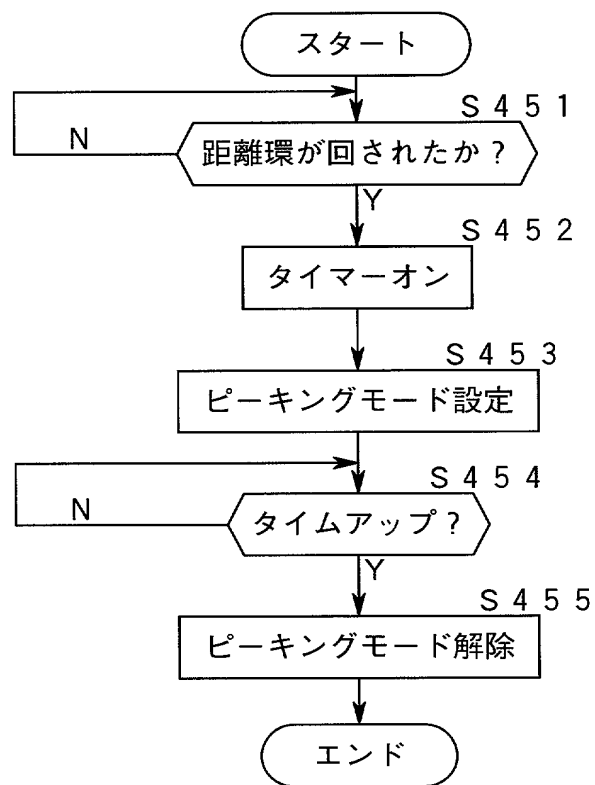 スタート
S451
N
距離環が回されたか？
Y
S452
タイマーオン
S453
ピーキングモード設定
S454
N
タイムアップ？
Y
S455
ピーキングモード解除
エンド